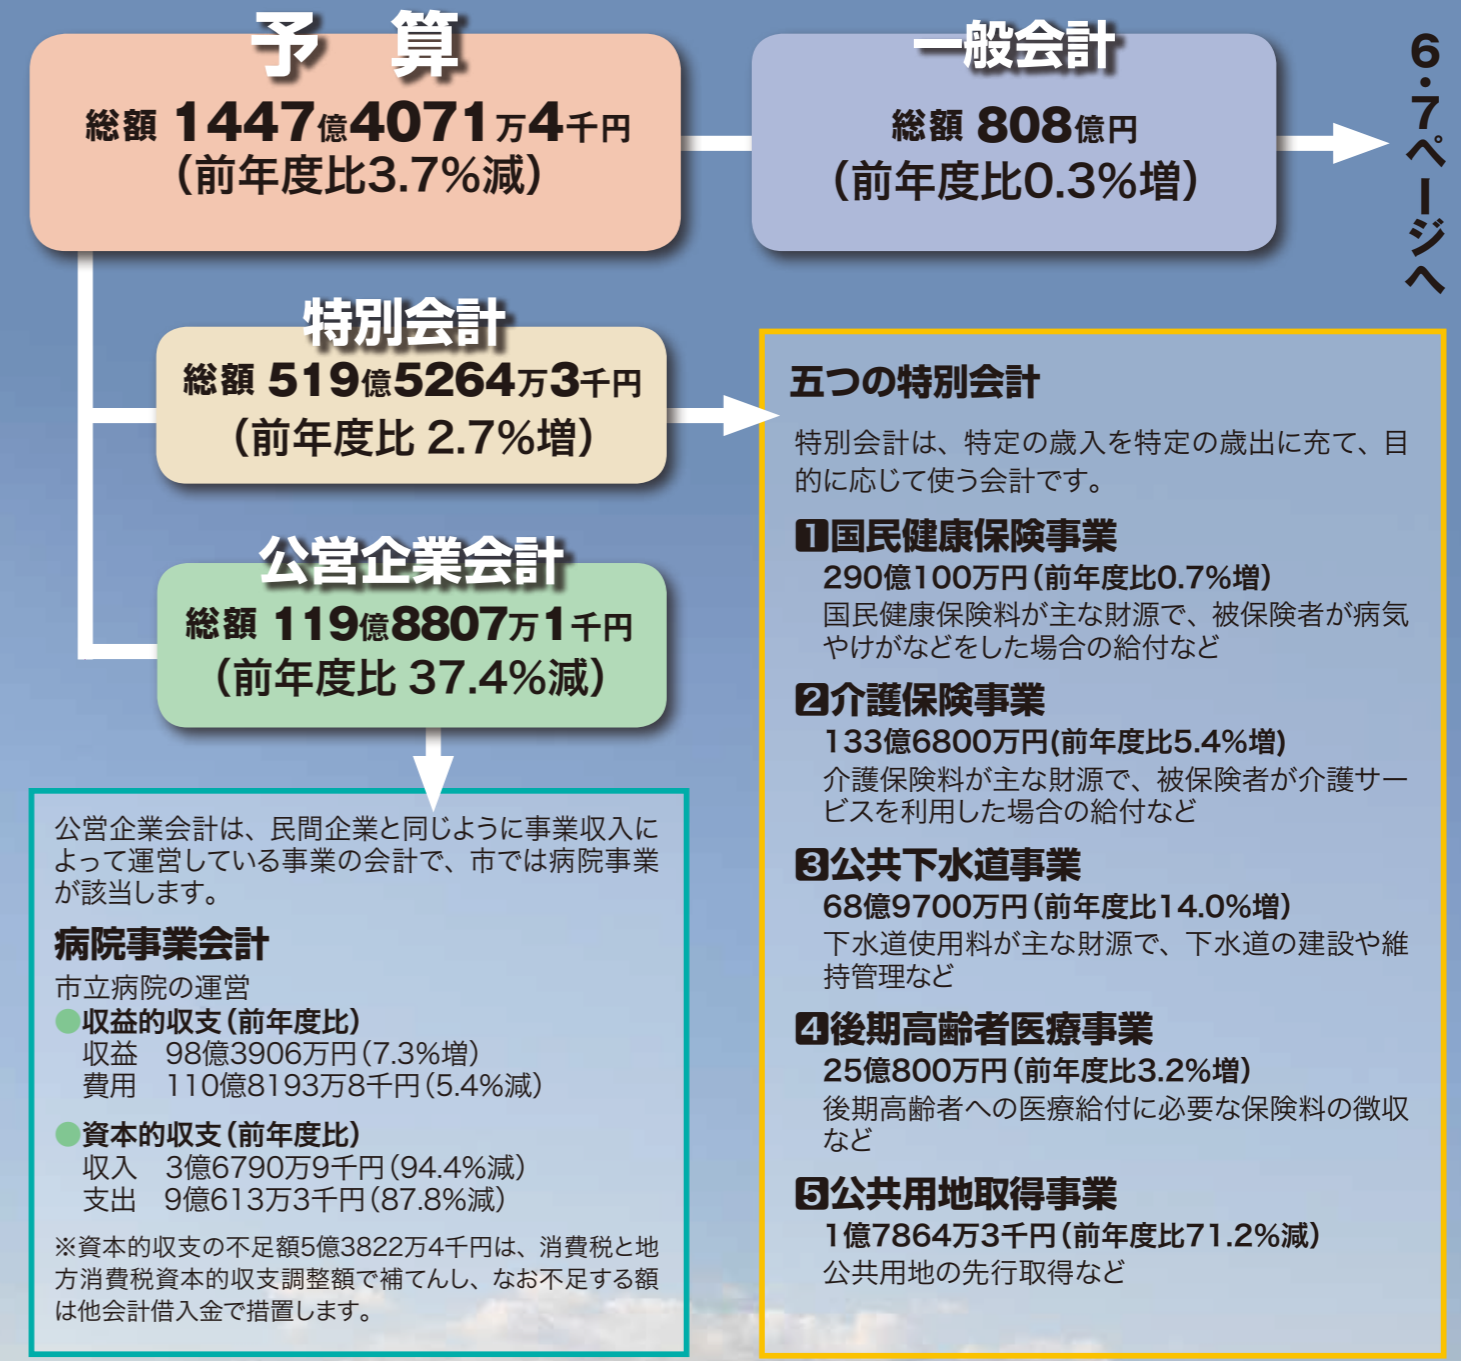 予　算
総額 1447億4071万4千円
（前年度比3.7％減）
一般会計
総額 808億円
（前年度比0.3％増）
6・7ページへ
特別会計
総額 519億5264万3千円
（前年度比 2.7％増）
公営企業会計
総額 119億8807万1千円
（前年度比 37.4％減）
公営企業会計は、民間企業と同じように事業収入に
よって運営している事業の会計で、市では病院事業
が該当します。
病院事業会計
市立病院の運営
●収益的収支（前年度比）
収益　98億3906万円（7.3％増）
費用　110億8193万8千円（5.4％減）
●資本的収支（前年度比）
収入　3億6790万9千円（94.4％減）
支出　9億613万3千円（87.8％減）
※資本的収支の不足額5億3822万4千円は、消費税と地
方消費税資本的収支調整額で補てんし、なお不足する額
は他会計借入金で措置します。
五つの特別会計
特別会計は、特定の歳入を特定の歳出に充て、目
的に応じて使う会計です。
1国民健康保険事業
290億100万円（前年度比0.7％増）
国民健康保険料が主な財源で、被保険者が病気
やけがなどをした場合の給付など
2介護保険事業
133億6800万円(前年度比5.4％増)
介護保険料が主な財源で、被保険者が介護サー
ビスを利用した場合の給付など
3公共下水道事業
68億9700万円（前年度比14.0％増）
下水道使用料が主な財源で、下水道の建設や維
持管理など
4後期高齢者医療事業
25億800万円（前年度比3.2％増）
後期高齢者への医療給付に必要な保険料の徴収
など
5公共用地取得事業
1億7864万3千円（前年度比71.2％減）
公共用地の先行取得など